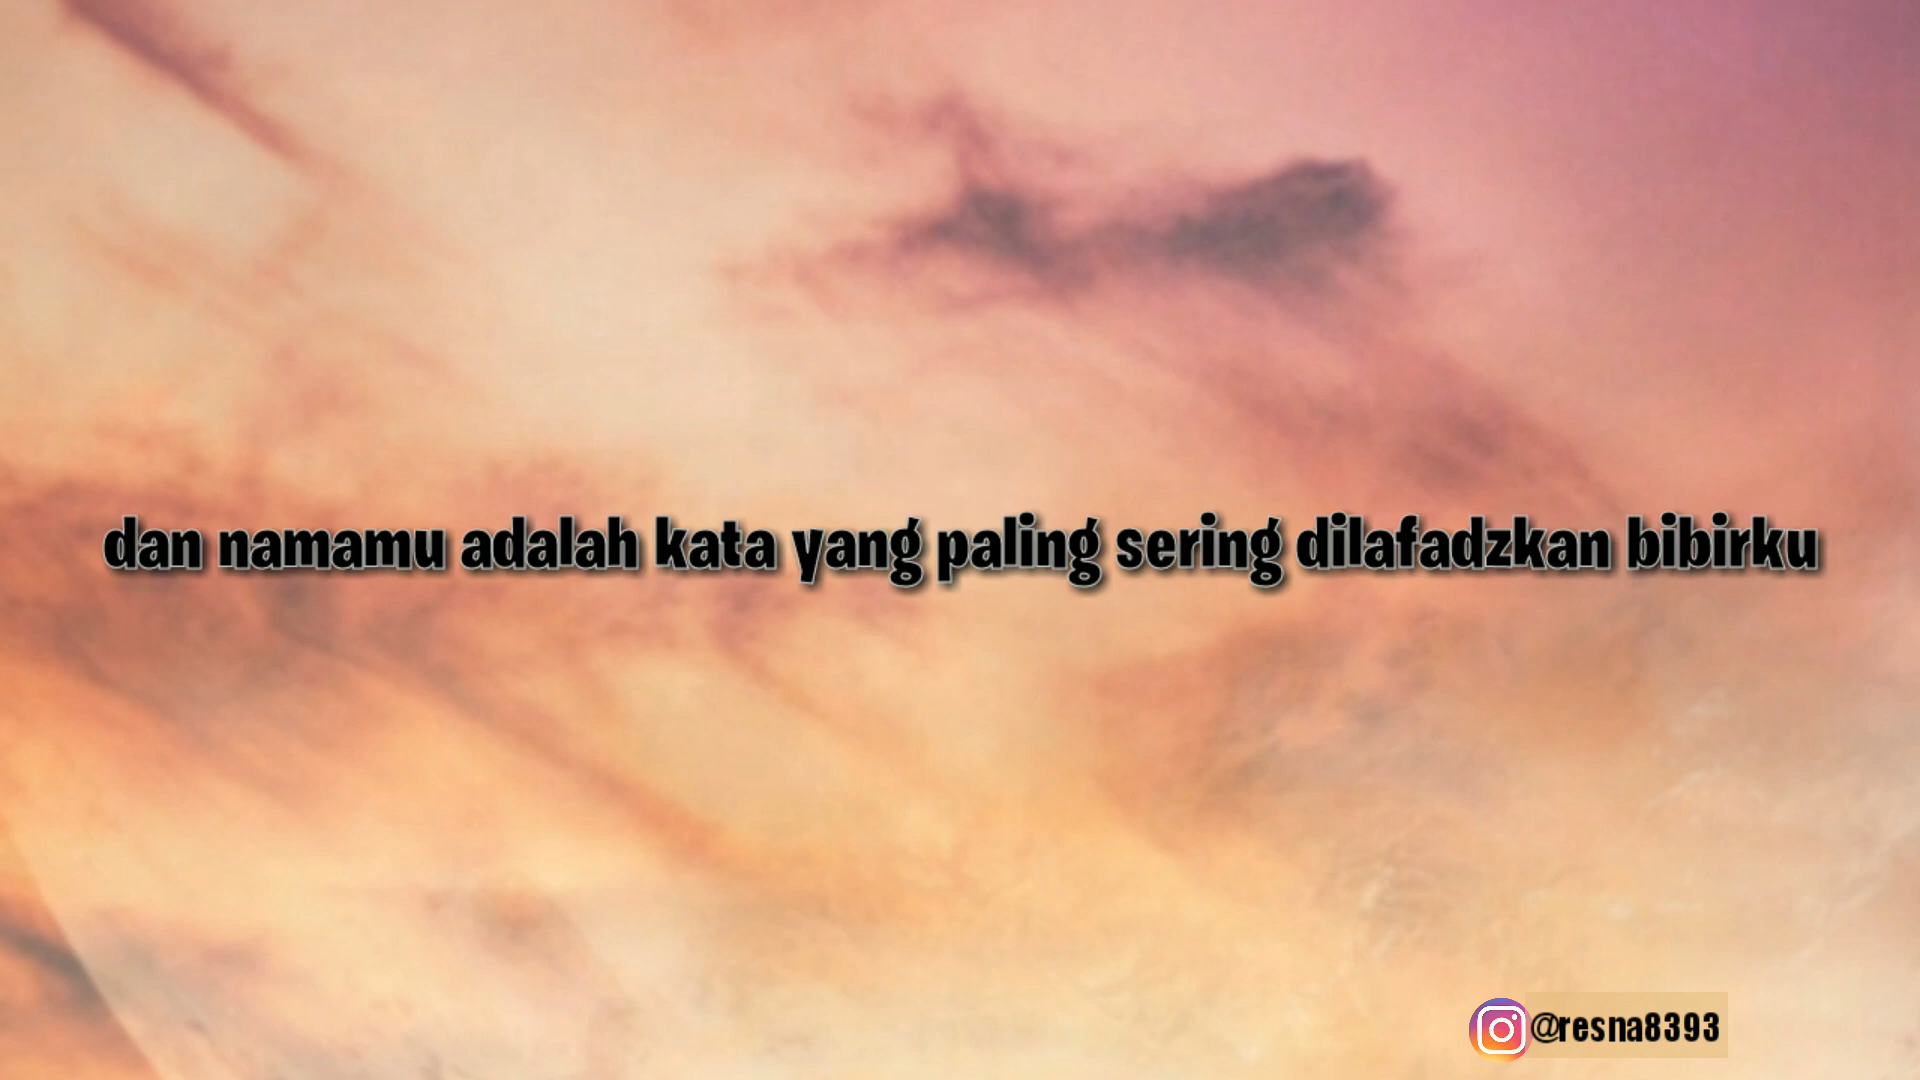 dan namamu adalah kata yang paling sering dilafadzkan bibirku
@resna8393